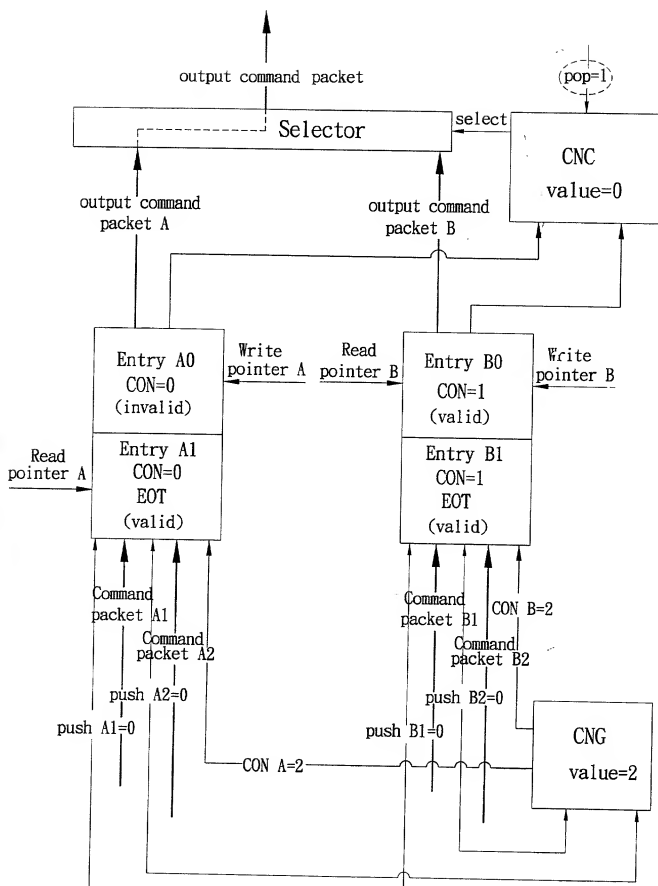 output command packet
pop=1
Selector
select
CNC
value=0
output command
packet A
output command
packet B
Entry A0
CON=0
(invalid)
Write
pointer A
Read
pointer B
Entry B0
CON=1
(valid)
Write
pointer B
Read
pointer A
Entry A1
CON=0
EOT
(valid)
Entry B1
CON=1
EOT
(valid)
Command
packet A1
Command
packet A2
push A2=0
push A1=0
Command
packet B1
CON B=2
Command
packet B2
push B2=0
push B1=0
CON A=2
CNG
value=2